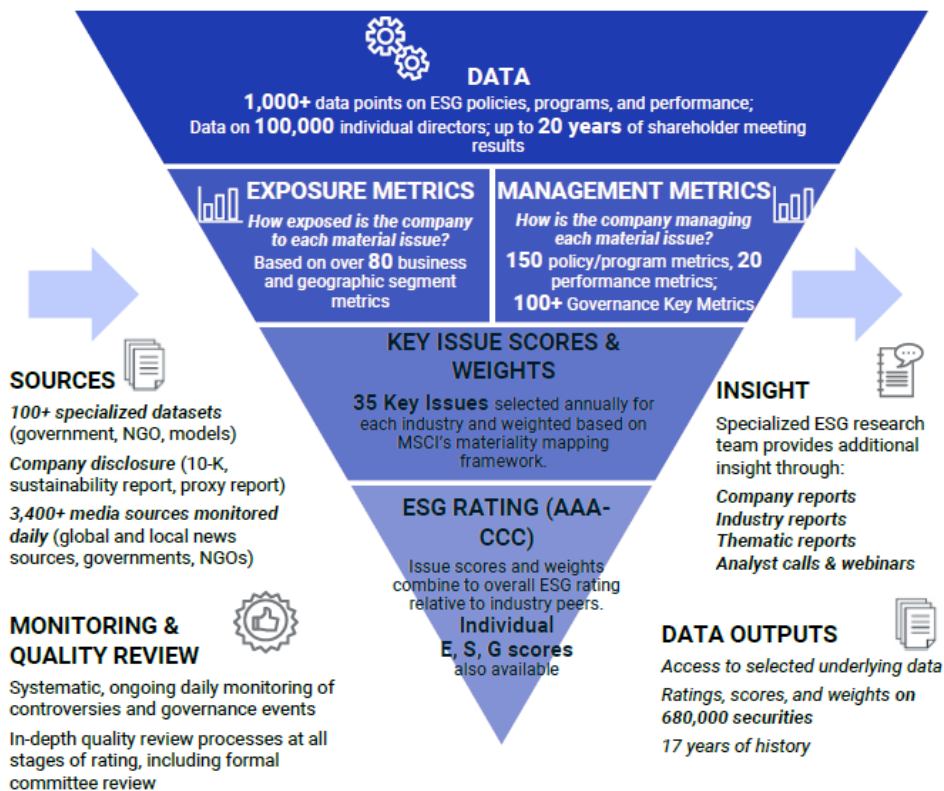 DATA
1,000+ data points on ESG policies, programs, and performance;
Data on 100,000 individual directors; up to 20 years of shareholder meeting
results
EXPOSURE METRICS
How exposed is the company
to each material issue?
Based on over 80 business
and geographic segment
metrics
MANAGEMENT METRICS
How is the company managing
each material issue?
150 policy/program metrics, 20
performance metrics;
100+ Governance Key Metrics
KEY ISSUE SCORES &
WEIGHTS
35 Key Issues selected annually for
each industry and weighted based on
MSCI's materiality mapping
framework.
ESG RATING (AAA-
CCC)
Issue scores and weights
combine to overall ESG rating
relative to industry peers.
Individual
E, S, G scores
also available
SOURCES
100+ specialized datasets
(government, NGO, models)
Company disclosure (10-K,
sustainability report, proxy report)
3,400+ media sources monitored
daily (global and local news
sources, governments, NGOs)
MONITORING &
QUALITY REVIEW
Systematic, ongoing daily monitoring of
controversies and governance events
In-depth quality review processes at all
stages of rating, including formal
committee review
INSIGHT
Specialized ESG research
team provides additional
insight through:
Company reports
Industry reports
Thematic reports
Analyst calls & webinars
DATA OUTPUTS
Access to selected underlying data
Ratings, scores, and weights on
680,000 securities
17 years of history